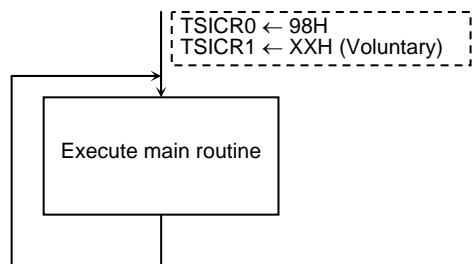 TSICR0 ← 98H
TSICR1 ← XXH (Voluntary)
Execute main routine